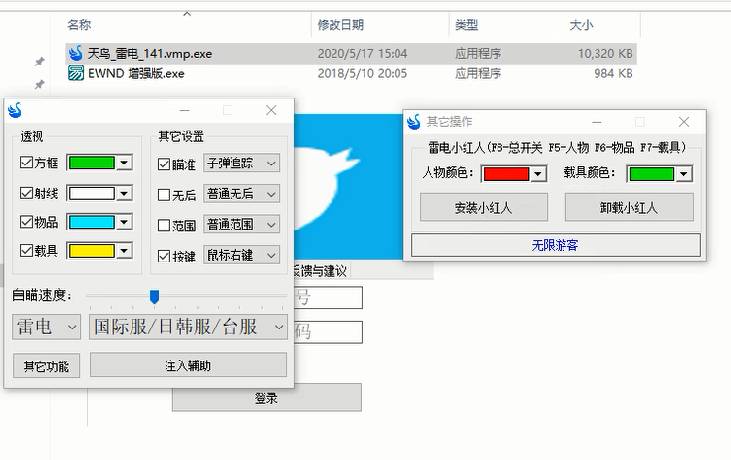 名称 修改日期 类型 大小
天鸟_雷电_141.vmp.exe 2020/5/17 15:04 应用程序 10,320 KB
EWND 增强版.exe 2018/5/10 20:05 应用程序 984 KB
透视
方框
射线
物品
载具
其它设置
瞄准 子弹追踪
无后 普通无后
范围 普通范围
按键 鼠标右键
自瞄速度：
雷电 国际服/日韩服/台服
其它功能 注入辅助
其它操作
雷电小红人(F3-总开关 F5-人物 F6-物品 F7-载具)
人物颜色： 载具颜色：
安装小红人 卸载小红人
无限游客
反馈与建议
号
码
登录